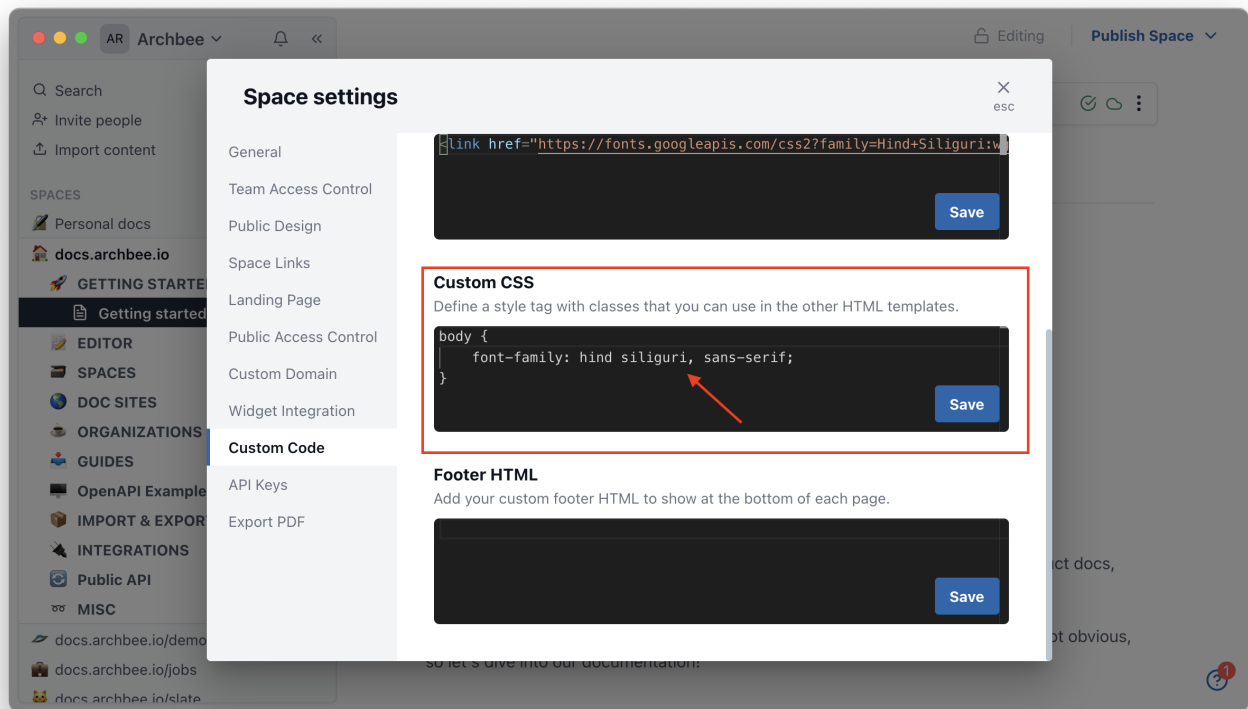 AR Archbee
Editing
Publish Space
Search
Invite people
Import content
SPACES
Personal docs
docs.archbee.io
GETTING STARTE
Getting started
EDITOR
SPACES
DOC SITES
ORGANIZATIONS
GUIDES
OpenAPI Example
IMPORT & EXPOR
INTEGRATIONS
Public API
MISC
docs.archbee.io/demo
docs.archbee.io/jobs
docs.archbee.io/slate
Space settings
esc
General
Team Access Control
Public Design
Space Links
Landing Page
Public Access Control
Custom Domain
Widget Integration
Custom Code
API Keys
Export PDF
<link href="https://fonts.googleapis.com/css2?family=Hind+Siliguri:w
Save
Custom CSS
Define a style tag with classes that you can use in the other HTML templates.
body {
font-family: hind siliguri, sans-serif;
}
Save
Footer HTML
Add your custom footer HTML to show at the bottom of each page.
Save
ct docs,
ot obvious,
so let's dive into our documentation!
1
?